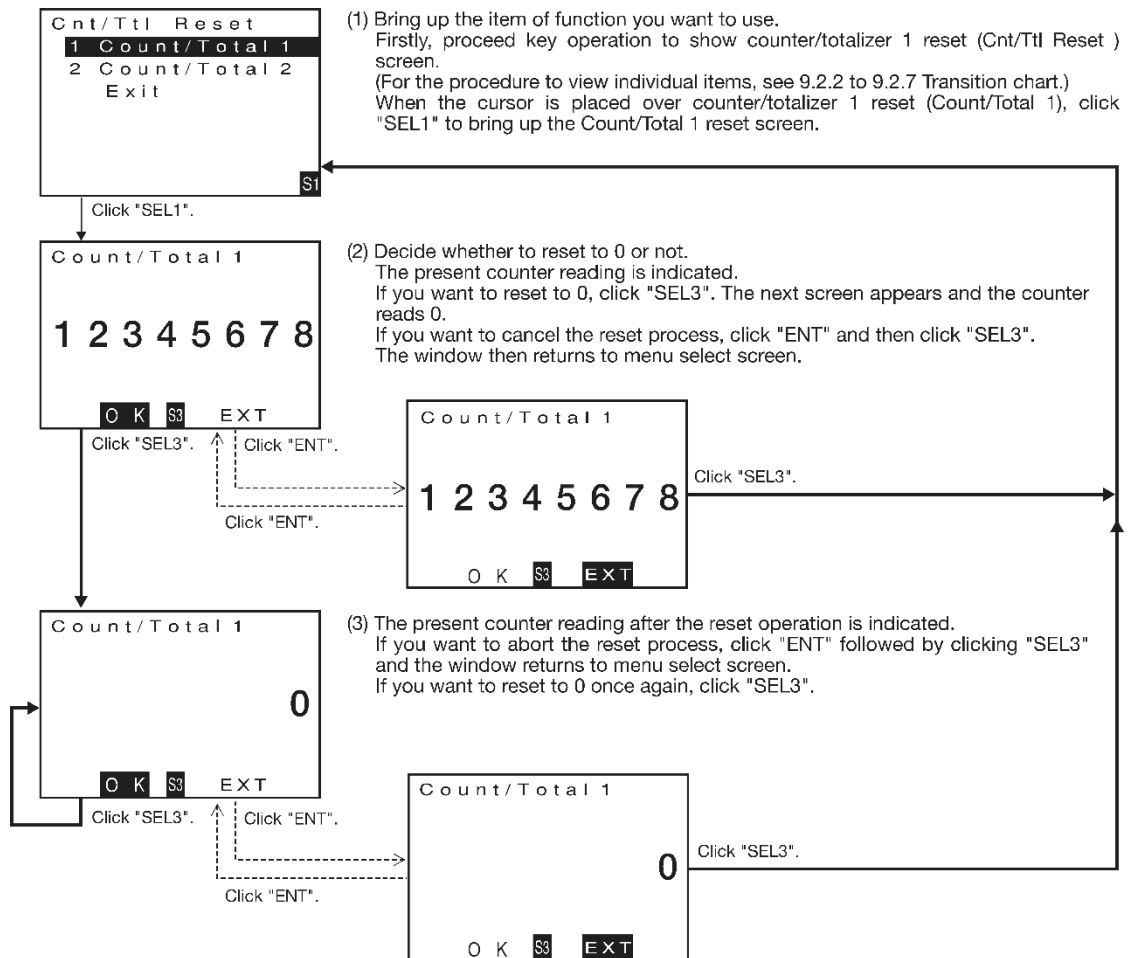 Cnt/Ttl Reset
1 Count/Total 1
2 Count/Total 2
Exit
S1
(1) Bring up the item of function you want to use.
Firstly, proceed key operation to show counter/totalizer 1 reset (Cnt/Ttl Reset )
screen.
(For the procedure to view individual items, see 9.2.2 to 9.2.7 Transition chart.)
When the cursor is placed over counter/totalizer 1 reset (Count/Total 1), click
"SEL1" to bring up the Count/Total 1 reset screen.
Click "SEL1".
Count/Total 1
12345678
OK S3 EXT
(2) Decide whether to reset to 0 or not.
The present counter reading is indicated.
If you want to reset to 0, click "SEL3". The next screen appears and the counter
reads 0.
If you want to cancel the reset process, click "ENT" and then click "SEL3".
The window then returns to menu select screen.
Click "SEL3".
Click "ENT".
Click "ENT".
Count/Total 1
12345678
OK S3 EXT
Click "SEL3".
Count/Total 1
0
OK S3 EXT
(3) The present counter reading after the reset operation is indicated.
If you want to abort the reset process, click "ENT" followed by clicking "SEL3"
and the window returns to menu select screen.
If you want to reset to 0 once again, click "SEL3".
Click "SEL3".
Click "ENT".
Click "ENT".
Count/Total 1
0
OK S3 EXT
Click "SEL3".